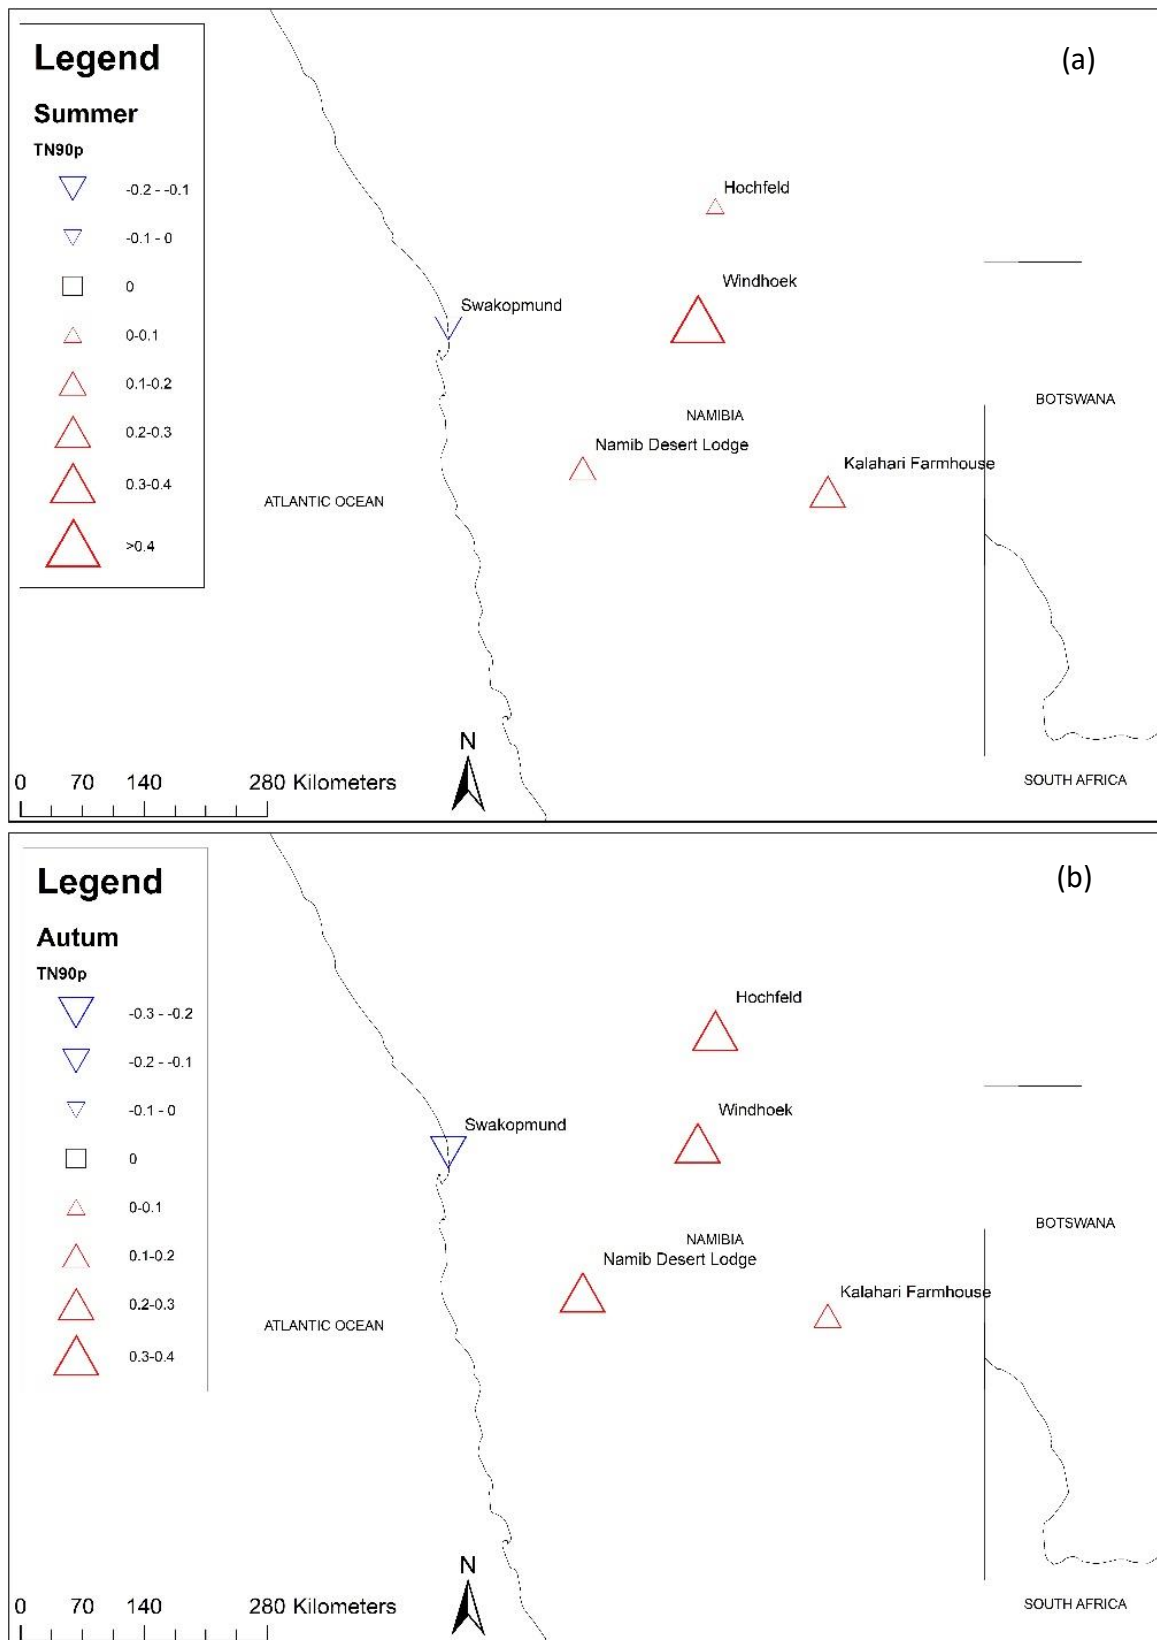 Legend
(a)
Summer
TN90p
-0.2 - -0.1
-0.1 - 0
0
0-0.1
0.1-0.2
0.2-0.3
0.3-0.4
>0.4
Hochfeld
Windhoek
Swakopmund
BOTSWANA
NAMIBIA
Namib Desert Lodge
Kalahari Farmhouse
ATLANTIC OCEAN
N
0 70 140 280 Kilometers
SOUTH AFRICA
Legend
(b)
Autum
TN90p
-0.3 - -0.2
-0.2 - -0.1
-0.1 - 0
0
0-0.1
0.1-0.2
0.2-0.3
0.3-0.4
Hochfeld
Windhoek
Swakopmund
BOTSWANA
NAMIBIA
Namib Desert Lodge
Kalahari Farmhouse
ATLANTIC OCEAN
N
0 70 140 280 Kilometers
SOUTH AFRICA